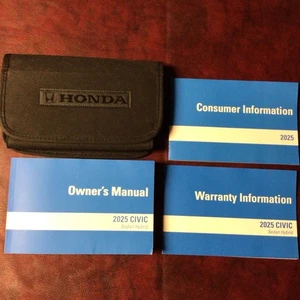 HONDA
Consumer Information
2025
Owner's Manual
2025 CIVIC
Sedan Hybrid
Warranty Information
2025 CIVIC
Sedan Hybrid